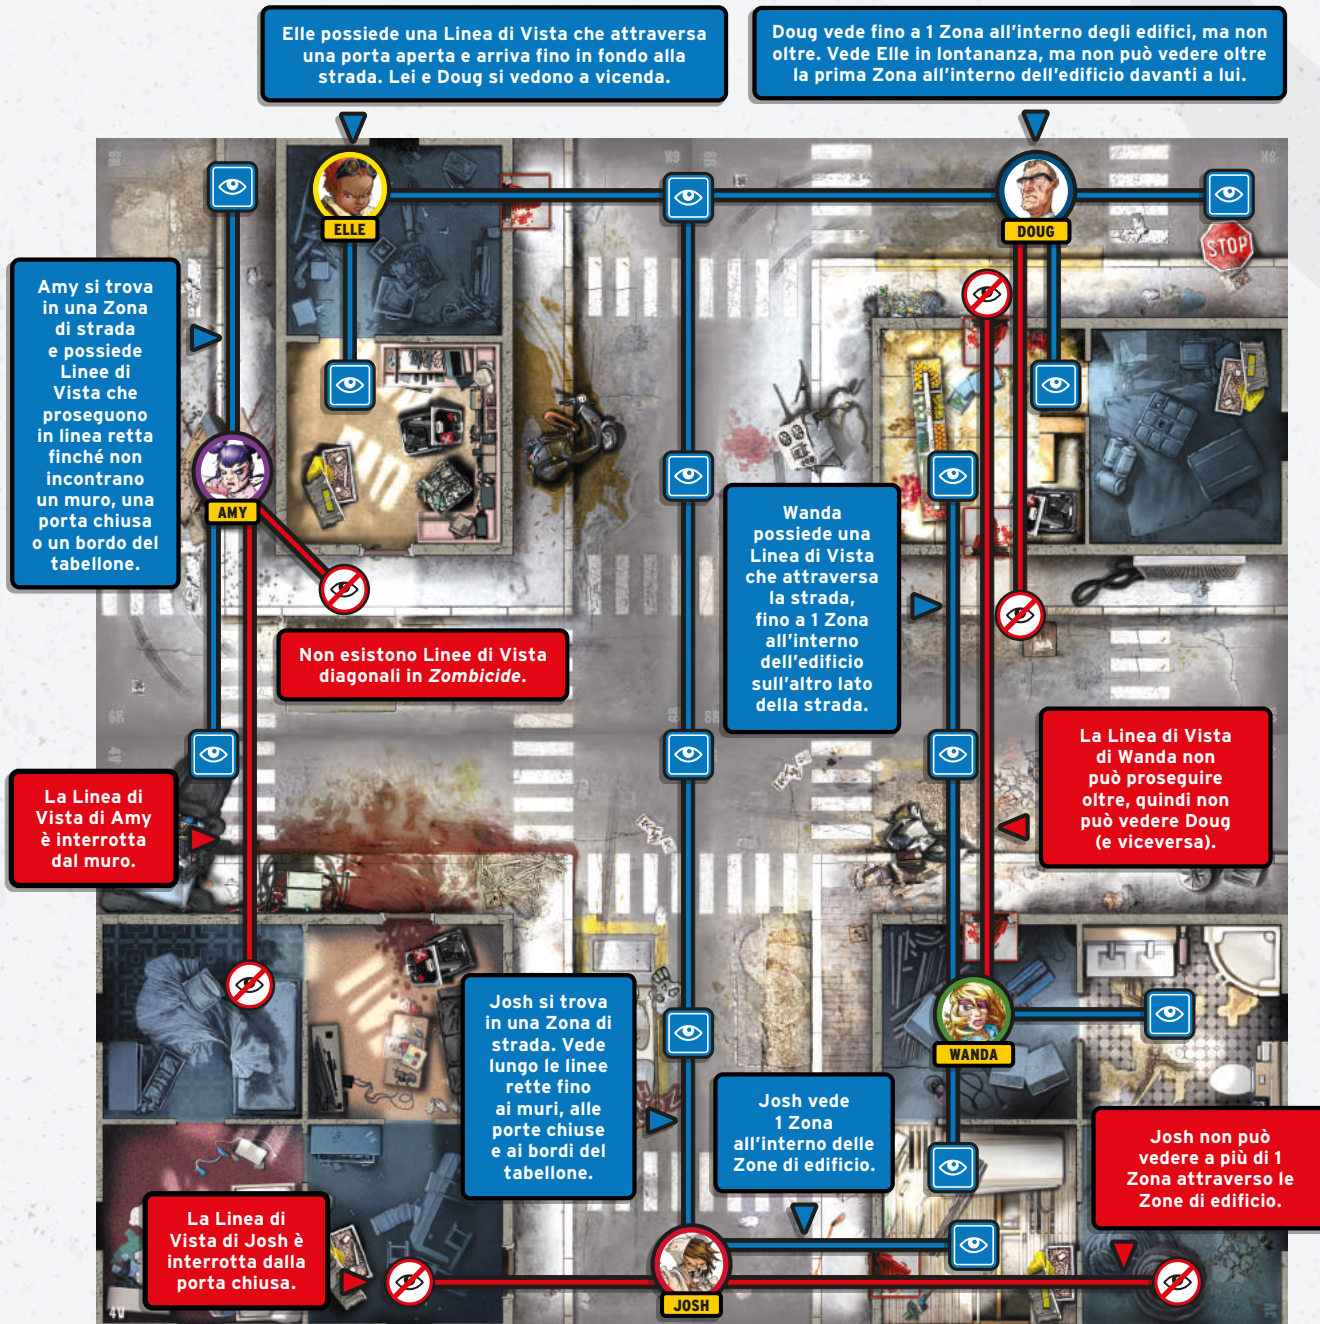 Elle possiede una Linea di Vista che attraversa
una porta aperta e arriva fino in fondo alla
strada. Lei e Doug si vedono a vicenda.
Doug vede fino a 1 Zona all'interno degli edifici, ma non
oltre. Vede Elle in lontananza, ma non può vedere oltre
la prima Zona all'interno dell'edificio davanti a lui.
ELLE
DOUG
STOP
Amy si trova
in una Zona
di strada
e possiede
Linee di
Vista che
proseguono
in linea retta
finché non
incontrano
un muro, una
porta chiusa
o un bordo del
tabellone.
AMY
Wanda
possiede una
Linea di Vista
che attraversa
la strada,
fino a 1 Zona
all'interno
dell'edificio
sull'altro lato
della strada.
Non esistono Linee di Vista
diagonali in Zombicide.
La Linea di Vista
di Wanda non
può proseguire
oltre, quindi non
può vedere Doug
(e viceversa).
La Linea di
Vista di Amy
è interrotta
dal muro.
Josh si trova
in una Zona di
strada. Vede
lungo le linee
rette fino
ai muri, alle
porte chiuse
e ai bordi del
tabellone.
WANDA
Josh vede
1 Zona
all'interno delle
Zone di edificio.
Josh non può
vedere a più di 1
Zona attraverso le
Zone di edificio.
La Linea di
Vista di Josh è
interrotta dalla
porta chiusa.
JOSH
4V